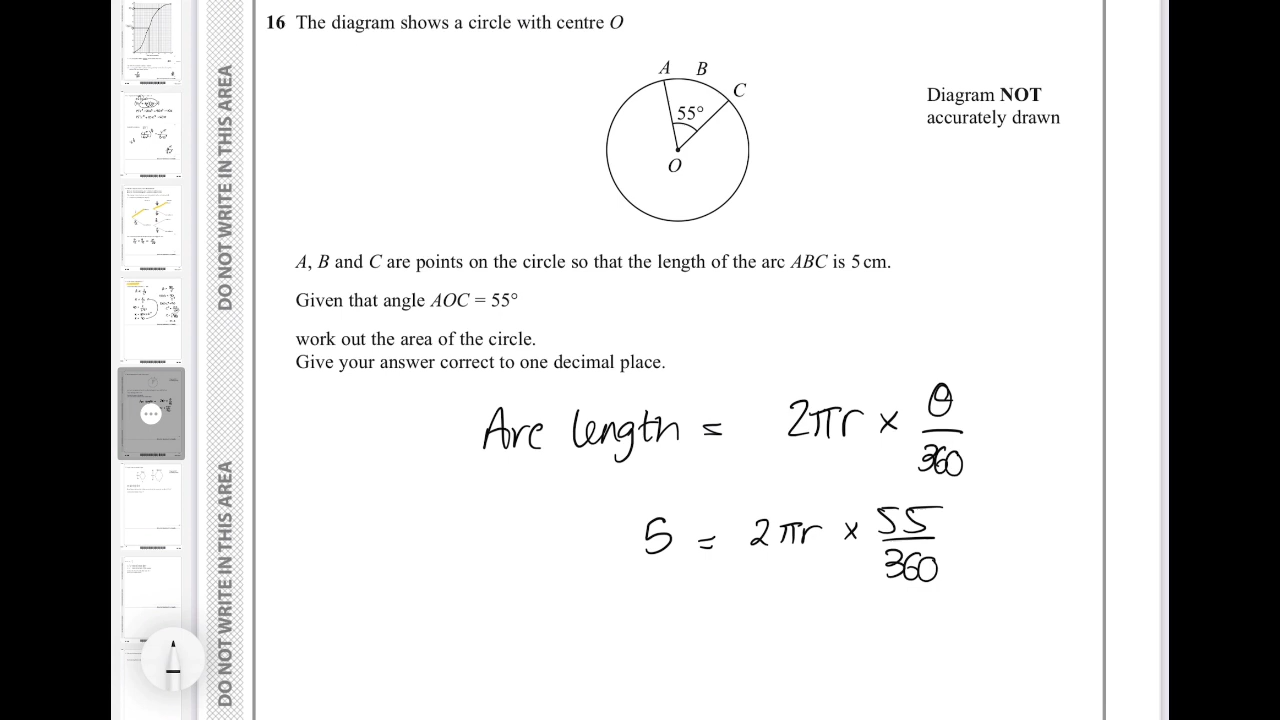 16 The diagram shows a circle with centre O
A B
C
55°
O
Diagram NOT
accurately drawn
A, B and C are points on the circle so that the length of the arc ABC is 5 cm.
Given that angle AOC = 55°
work out the area of the circle.
Give your answer correct to one decimal place.
Arc length = 2πr × θ/360
5 = 2πr × 55/360
DO NOT WRITE IN THIS AREA
DO NOT WRITE IN THIS AREA